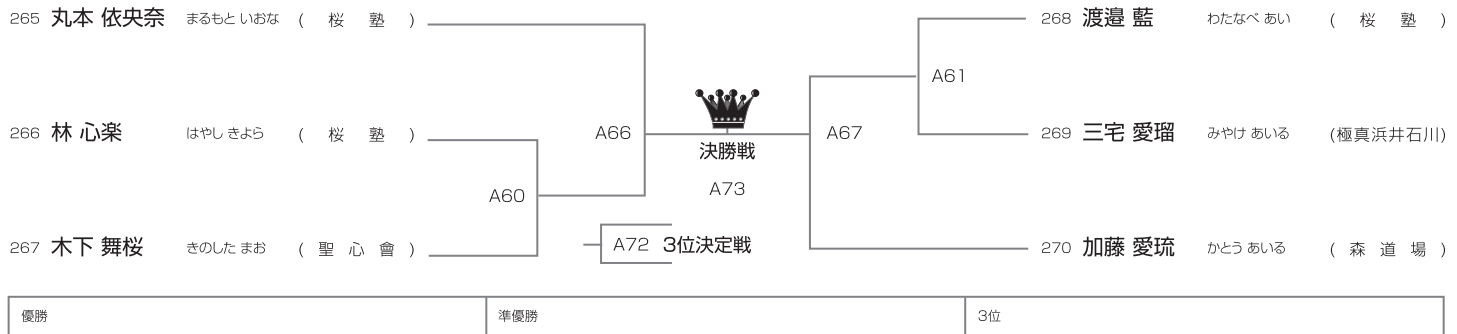 265 丸本 依央奈 まるもと いおな ( 桜 塾 )
268 渡邉 藍 わたなべ あい ( 桜 塾 )
A61
266 林 心楽 はやし きよら ( 桜 塾 )
A66
A67
269 三宅 愛瑠 みやけ あいる (極真浜井石川)
決勝戦
A73
A60
267 木下 舞桜 きのした まお ( 聖 心 會 )
A72 3位決定戦
270 加藤 愛琉 かとう あいる ( 森 道 場 )
優勝
準優勝
3位